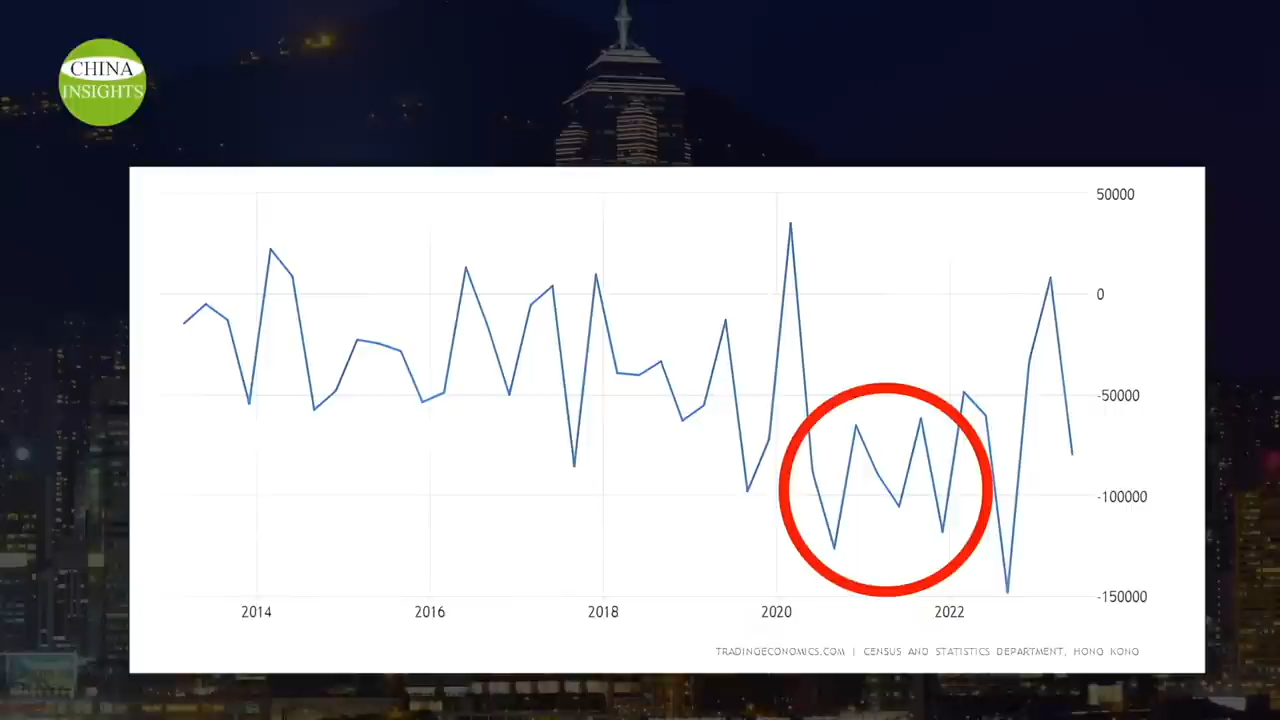 CHINA
INSIGHTS
50000
0
-50000
-100000
-150000
2014 2016 2018 2020 2022
TRADINGECONOMICS.COM | CENSUS AND STATISTICS DEPARTMENT, HONG KONG